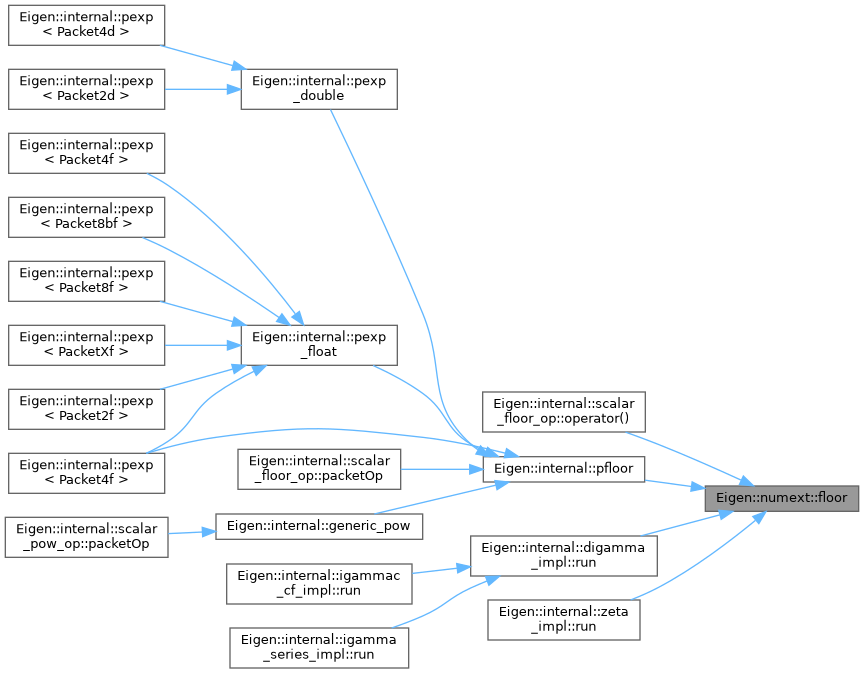 Eigen::internal::pexp
< Packet4d >
Eigen::internal::pexp
< Packet2d >
Eigen::internal::pexp
_double
Eigen::internal::pexp
< Packet4f >
Eigen::internal::pexp
< Packet8bf >
Eigen::internal::pexp
< Packet8f >
Eigen::internal::pexp
< PacketXf >
Eigen::internal::pexp
_float
Eigen::internal::pexp
< Packet2f >
Eigen::internal::pexp
< Packet4f >
Eigen::internal::scalar
_floor_op::operator()
Eigen::internal::scalar
_floor_op::packetOp
Eigen::internal::pfloor
Eigen::numext::floor
Eigen::internal::scalar
_pow_op::packetOp
Eigen::internal::generic_pow
Eigen::internal::digamma
_impl::run
Eigen::internal::igammac
_cf_impl::run
Eigen::internal::zeta
_impl::run
Eigen::internal::igamma
_series_impl::run